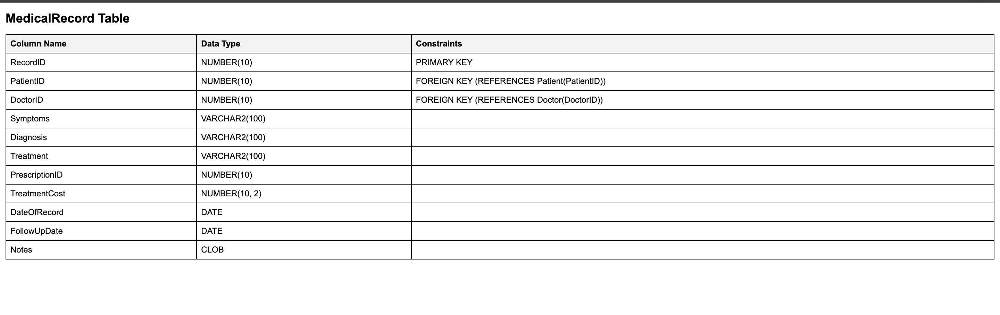 MedicalRecord Table
Column Name Data Type Constraints
RecordID NUMBER(10) PRIMARY KEY
PatientID NUMBER(10) FOREIGN KEY (REFERENCES Patient(PatientID))
DoctorID NUMBER(10) FOREIGN KEY (REFERENCES Doctor(DoctorID))
Symptoms VARCHAR2(100)
Diagnosis VARCHAR2(100)
Treatment VARCHAR2(100)
PrescriptionID NUMBER(10)
TreatmentCost NUMBER(10, 2)
DateOfRecord DATE
FollowUpDate DATE
Notes CLOB